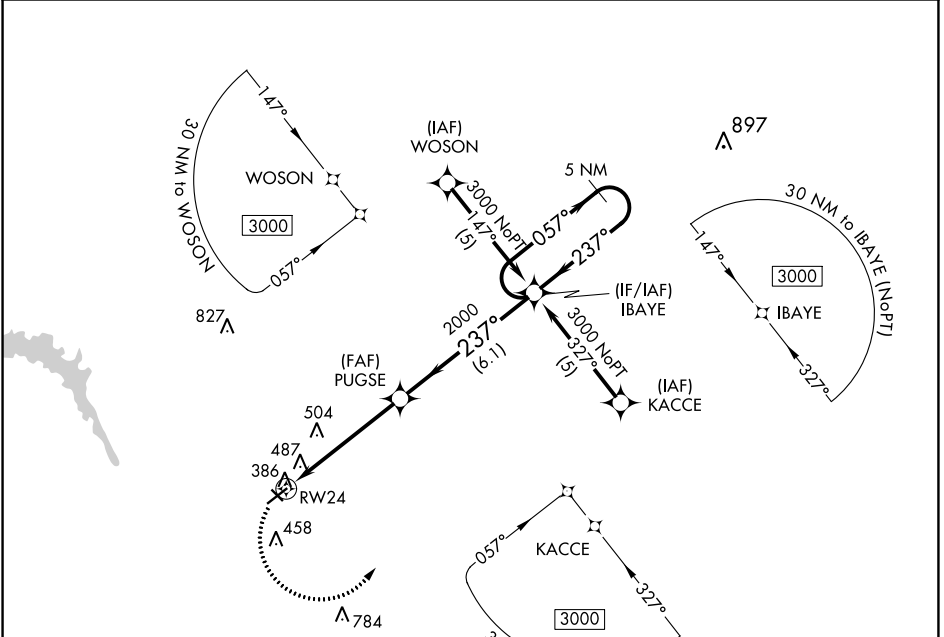 147°
30 NM to WOSON
WOSON
3000
057°
827
(IAF)
WOSON
3000 NoPT
147°
(5)
5 NM
057°
237°
897
30 NM to IBAYE (NoPT)
147°
3000
IBAYE
327°
(IF/IAF)
IBAYE
2000
237°
(6.1)
3000 NoPT
327°
(5)
(IAF)
KACCE
(FAF)
PUGSE
504
487
386
RW24
458
784
057°
KACCE
327°
3000